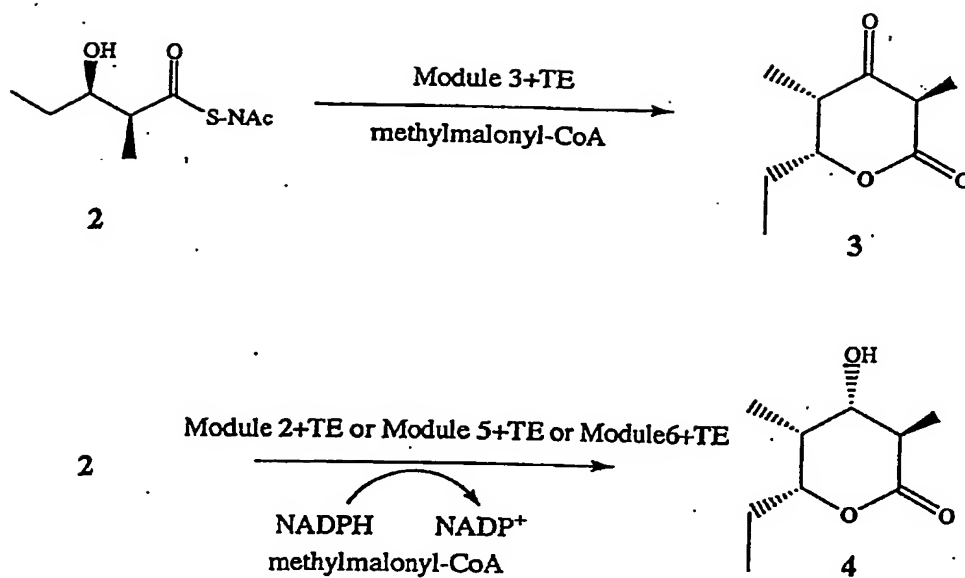 OH
O
S-NAc
2
Module 3+TE
methylmalonyl-CoA
O
O
O
3
2
Module 2+TE or Module 5+TE or Module6+TE
NADPH NADP+
methylmalonyl-CoA
OH
O
O
4